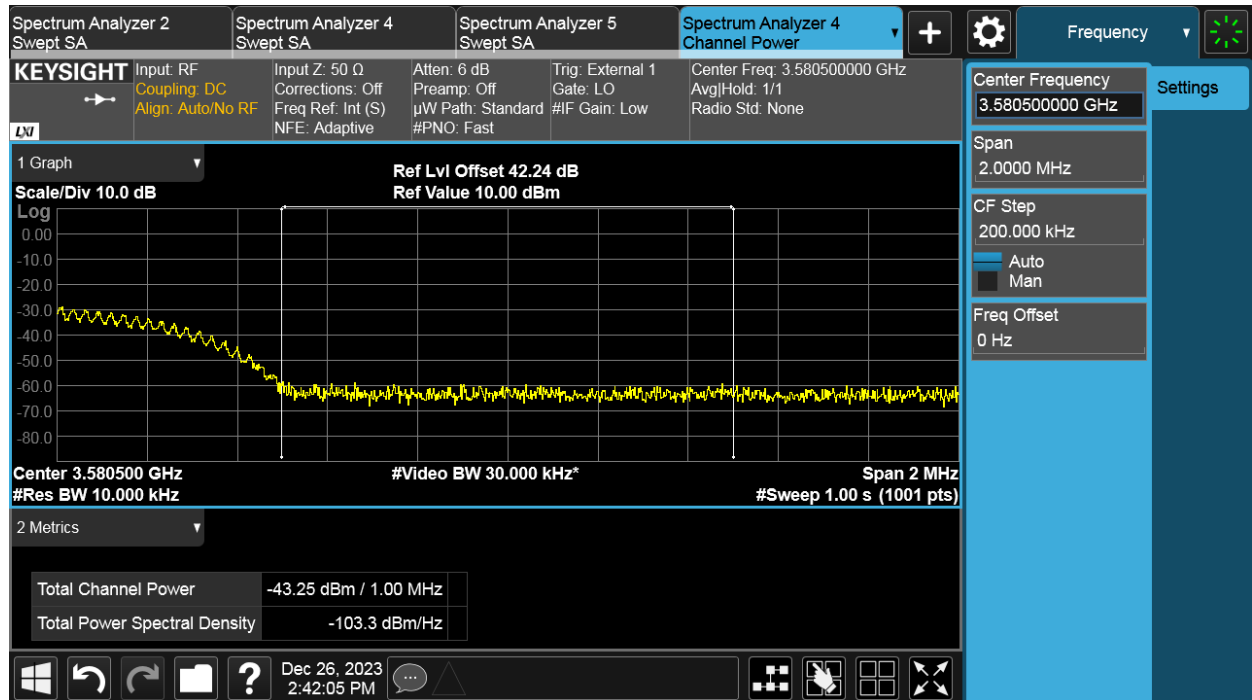 Spectrum Analyzer 2
Swept SA
Spectrum Analyzer 4
Swept SA
Spectrum Analyzer 5
Swept SA
Spectrum Analyzer 4
Channel Power
Frequency
KEYSIGHT
LXI
Input: RF
Coupling: DC
Align: Auto/No RF
Input Z: 50 Ω
Corrections: Off
Freq Ref: Int (S)
NFE: Adaptive
Atten: 6 dB
Preamp: Off
µW Path: Standard
#PNO: Fast
Trig: External 1
Gate: LO
#IF Gain: Low
Center Freq: 3.580500000 GHz
Avg|Hold: 1/1
Radio Std: None
Center Frequency
3.580500000 GHz
Span
2.0000 MHz
CF Step
200.000 kHz
Auto
Man
Freq Offset
0 Hz
Settings
1 Graph
Scale/Div 10.0 dB
Ref Lvl Offset 42.24 dB
Ref Value 10.00 dBm
Log
0.00
-10.0
-20.0
-30.0
-40.0
-50.0
-60.0
-70.0
-80.0
Center 3.580500 GHz
#Video BW 30.000 kHz*
Span 2 MHz
#Res BW 10.000 kHz
#Sweep 1.00 s (1001 pts)
2 Metrics
Total Channel Power -43.25 dBm / 1.00 MHz
Total Power Spectral Density -103.3 dBm/Hz
Dec 26, 2023
2:42:05 PM